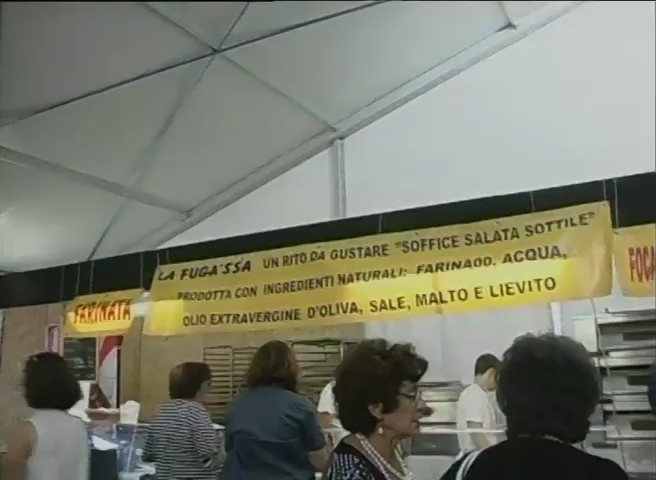 LA FUGA'SSA UN RITO DA GUSTARE "SOFFICE SALATA SOTTILE"
PRODOTTA CON INGREDIENTI NATURALI: FARINA00, ACQUA,
OLIO EXTRAVERGINE D'OLIVA, SALE, MALTO E LIEVITO
FARINATA
FOCA